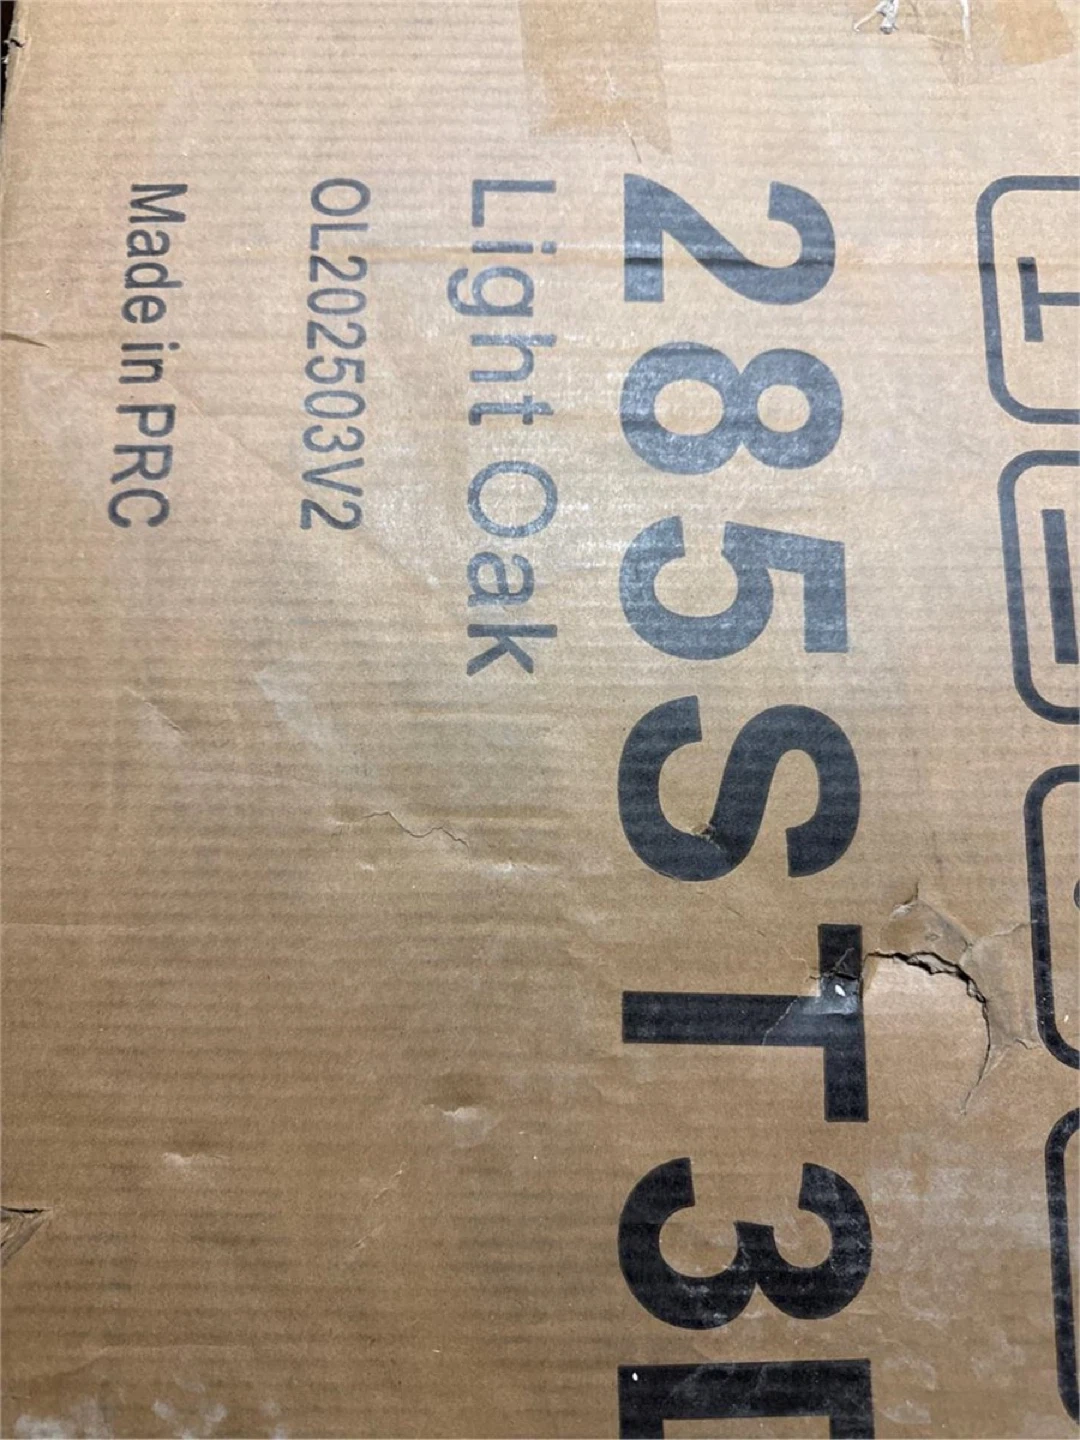 285ST3
Light Oak
OL202503V2
Made in PRC